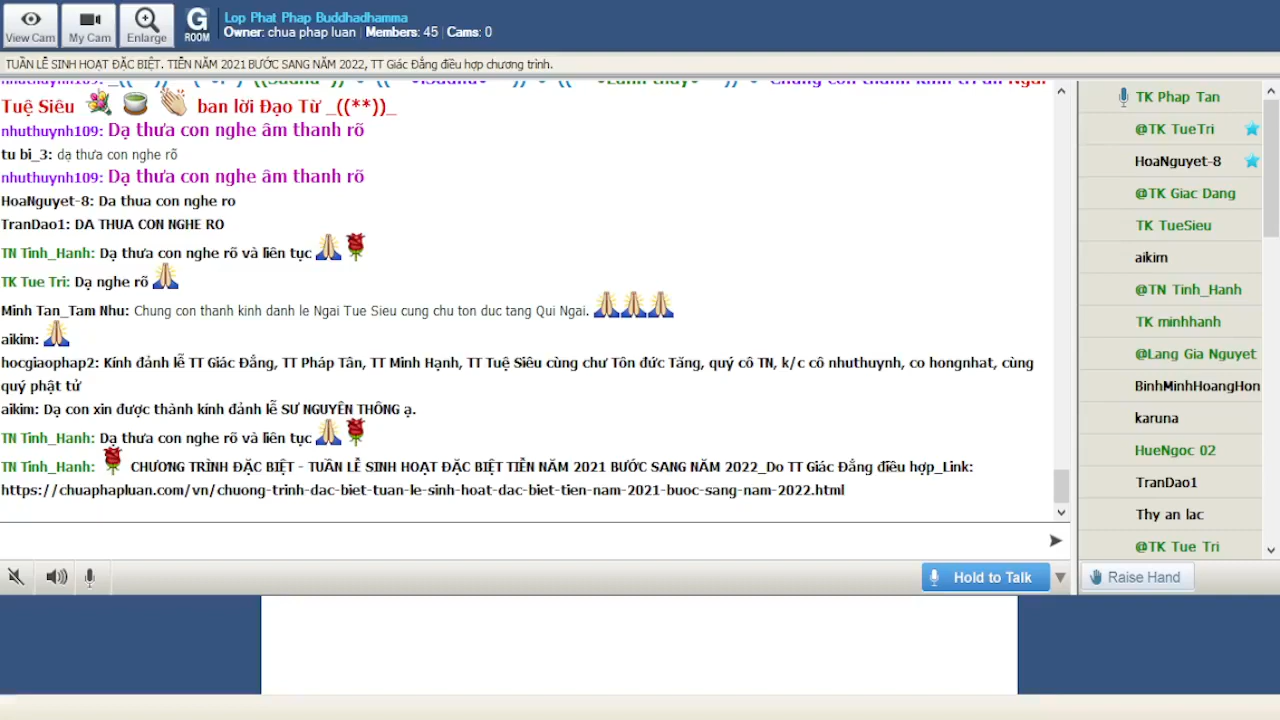 Lop Phat Phap Buddhadhamma
Owner: chua phap luan | Members: 45 | Cams: 0
View Cam
My Cam
Enlarge
G
ROOM
TUẦN LỄ SINH HOẠT ĐẶC BIỆT. TIỄN NĂM 2021 BƯỚC SANG NĂM 2022, TT Giác Đẳng điều hợp chương trình.
Tuệ Siêu ban lời Đạo Từ _((**))_
nhuthuynh109: Dạ thưa con nghe âm thanh rõ
tu bi_3: dạ thưa con nghe rõ
nhuthuynh109: Dạ thưa con nghe âm thanh rõ
HoaNguyet-8: Da thua con nghe ro
TranDao1: DA THUA CON NGHE RO
TN Tinh_Hanh: Dạ thưa con nghe rõ và liên tục
TK Tue Tri: Dạ nghe rõ
Minh Tan_Tam Nhu: Chung con thanh kinh danh le Ngai Tue Sieu cung chu ton duc tang Qui Ngai.
aikim:
hocgiaophap2: Kính đảnh lễ TT Giác Đẳng, TT Pháp Tân, TT Minh Hạnh, TT Tuệ Siêu cùng chư Tôn đức Tăng, quý cô TN, k/c cô nhuthuynh, co hongnhat, cùng
quý phật tử
aikim: Dạ con xin được thành kính đảnh lễ SƯ NGUYÊN THÔNG ạ.
TN Tinh_Hanh: Dạ thưa con nghe rõ và liên tục
TN Tinh_Hanh: CHƯƠNG TRÌNH ĐẶC BIỆT - TUẦN LỄ SINH HOẠT ĐẶC BIỆT TIỄN NĂM 2021 BƯỚC SANG NĂM 2022_Do TT Giác Đẳng điều hợp_Link:
https://chuaphapluan.com/vn/chuong-trinh-dac-biet-tuan-le-sinh-hoat-dac-biet-tien-nam-2021-buoc-sang-nam-2022.html
TK Phap Tan
@TK TueTri
HoaNguyet-8
@TK Giac Dang
TK TueSieu
aikim
@TN Tinh_Hanh
TK minhhanh
@Lang Gia Nguyet
BinhMinhHoangHon
karuna
HueNgoc 02
TranDao1
Thy an lac
@TK Tue Tri
Hold to Talk
Raise Hand